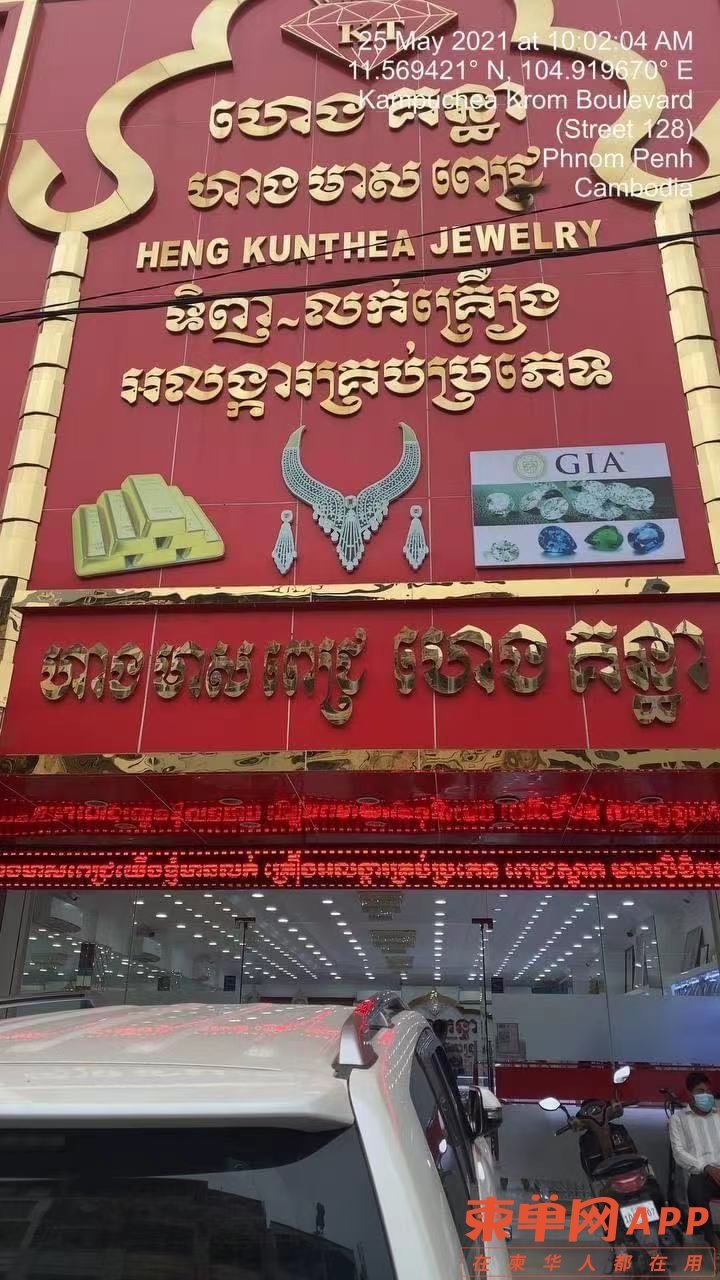 KT
25 May 2021 at 10:02:04 AM
11.569421° N, 104.919670° E
Kampuchea Krom Boulevard
(Street 128)
Phnom Penh
Cambodia
ហេង គន្ធា
ហាង មាស ពេជ្រ
HENG KUNTHEA JEWELRY
ទិញ~លក់គ្រឿង
អលង្ការគ្រប់ប្រភេទ
GIA
ហាង មាស ពេជ្រ ហេង គន្ធា
柬单网APP
在柬华人都在用